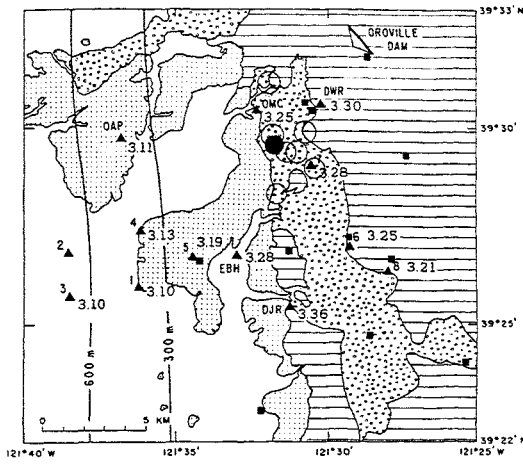 39°33'N
OROVILLE
DAM
DWR
3.30
OMC
3.25
39°30'
OAP
3.11
3.28
4
3.13
3.19
5
6
3.25
2
EBH
3.28
8
3.21
3
3.10
1
3.10
DJR
3.36
39°25'
600 m
300 m
0
5
KM
39°22'
121°40'W
121°35'
121°30'
121°25'